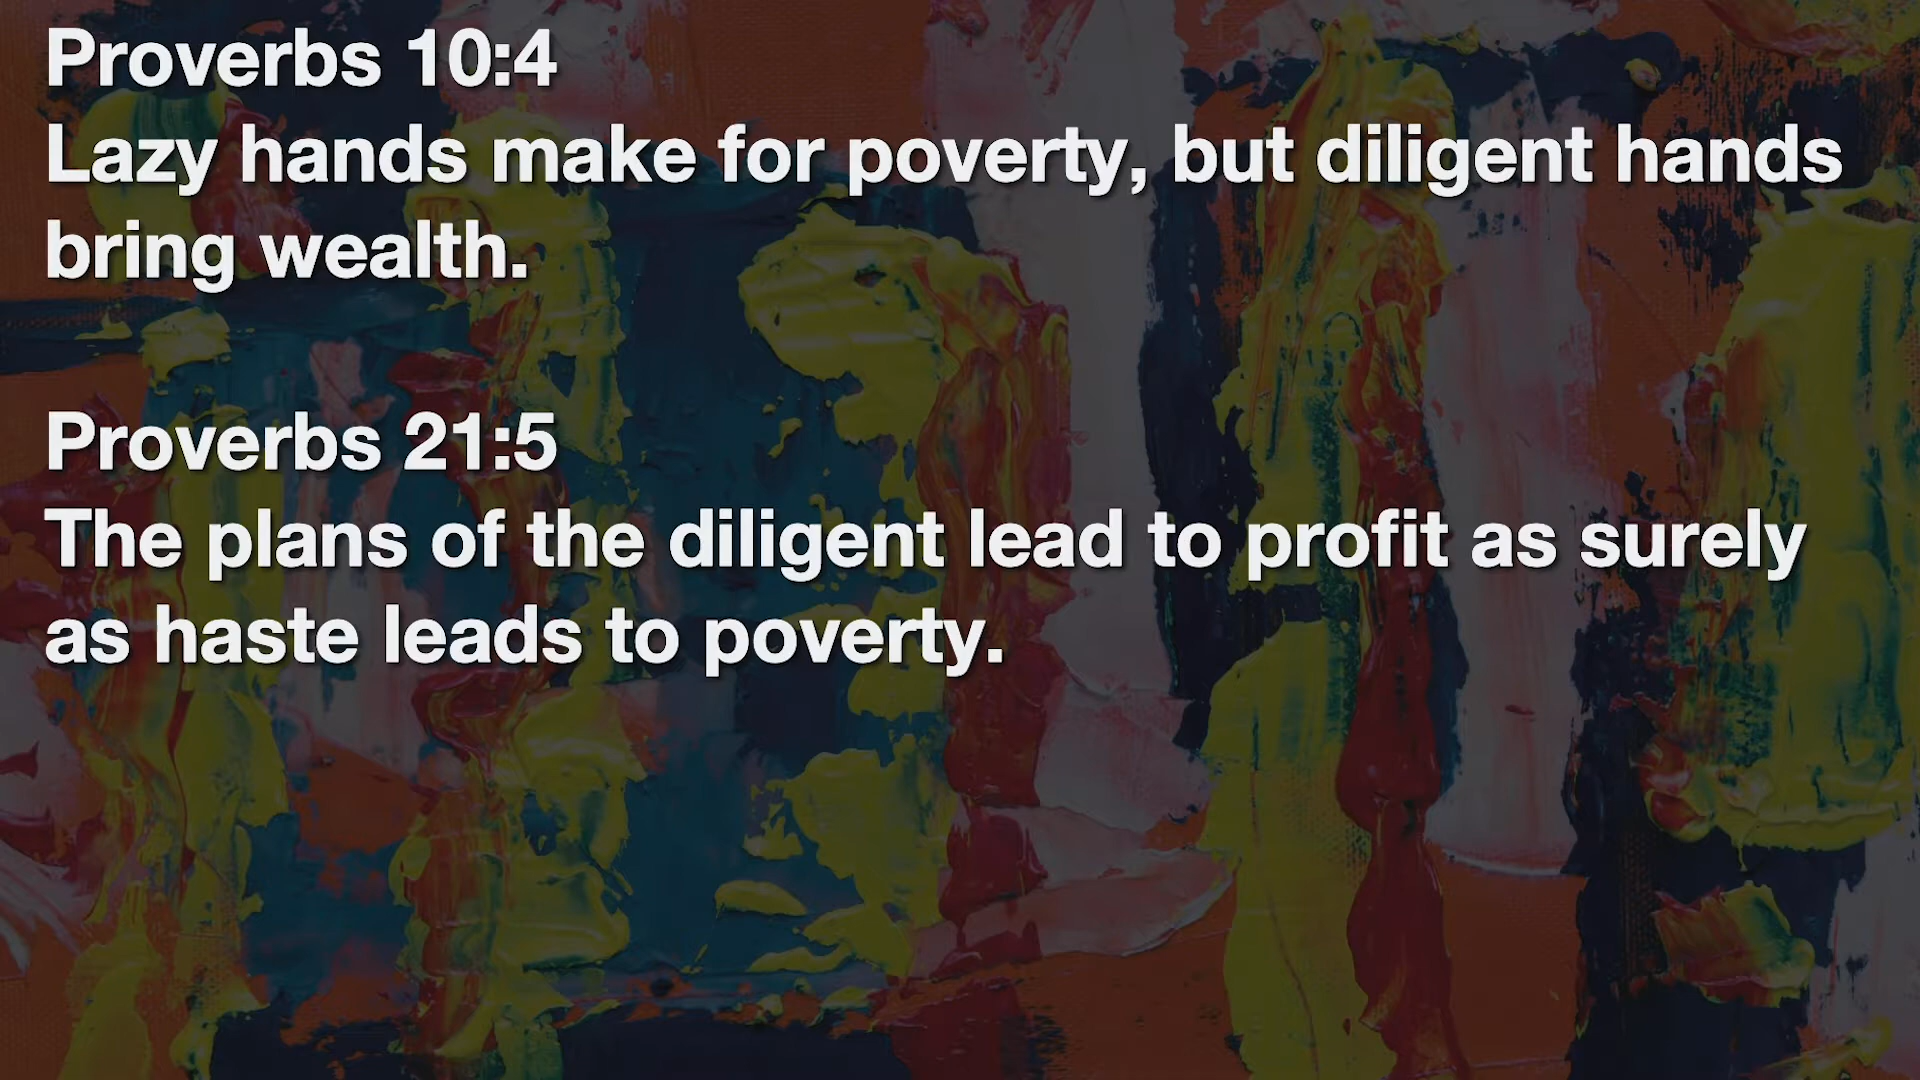 Proverbs 10:4
Lazy hands make for poverty, but diligent hands
bring wealth.
Proverbs 21:5
The plans of the diligent lead to profit as surely
as haste leads to poverty.